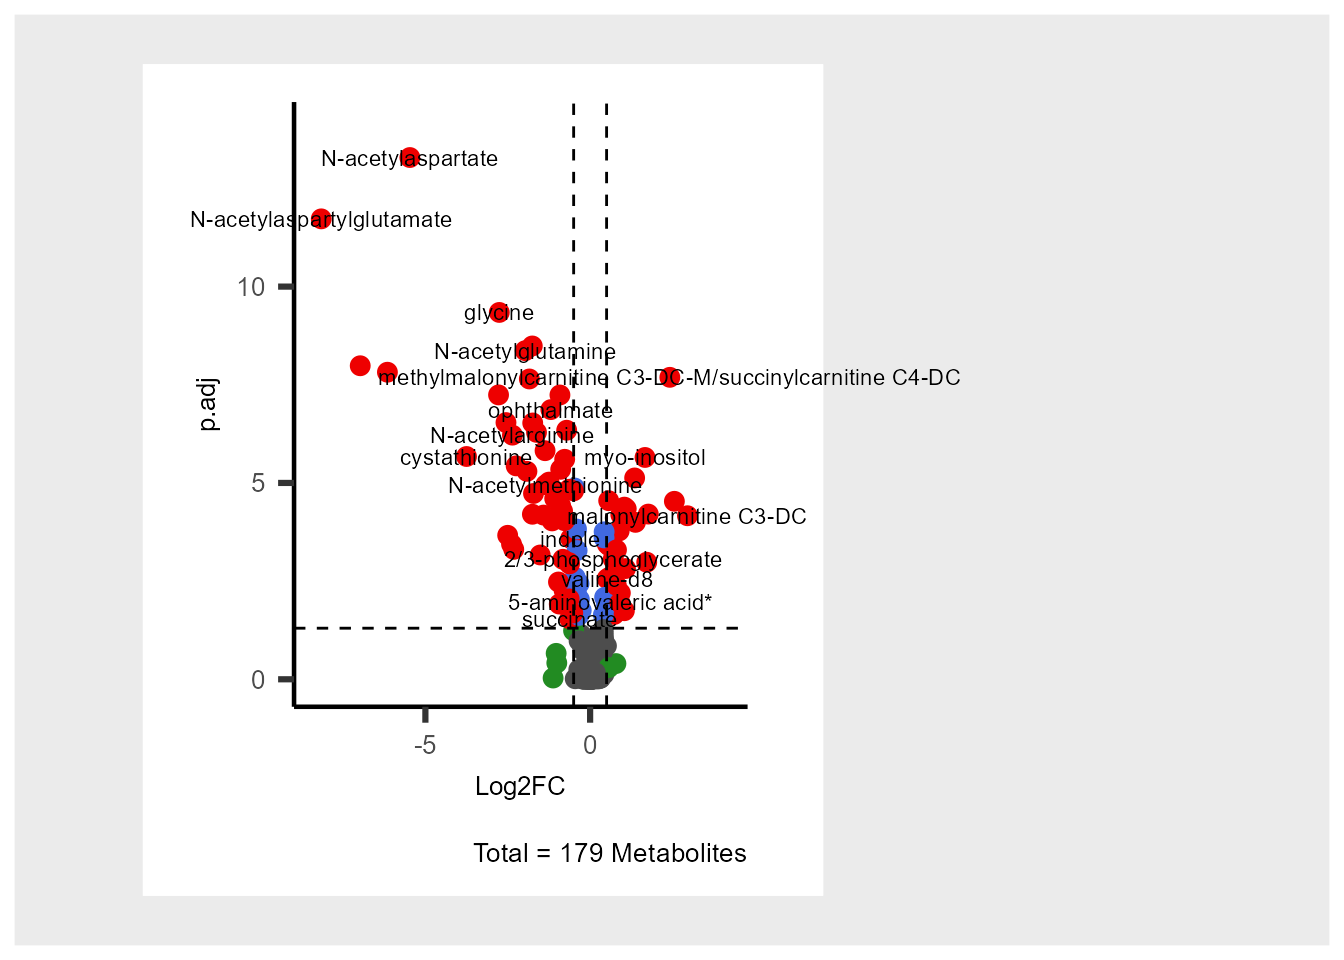 N-acetylaspartate
N-acetylaspartylglutamate
10
glycine
N-acetylglutamine
methylmalonylcarnitine C3-DC-M/succinylcarnitine C4-DC
p.adj
ophthalmate
N-acetylarginine
cystathionine
myo-inositol
5
N-acetylmethionine
malonylcarnitine C3-DC
indole
2/3-phosphoglycerate
valine-d8
5-aminovaleric acid*
succinate
0
-5
0
Log2FC
Total = 179 Metabolites